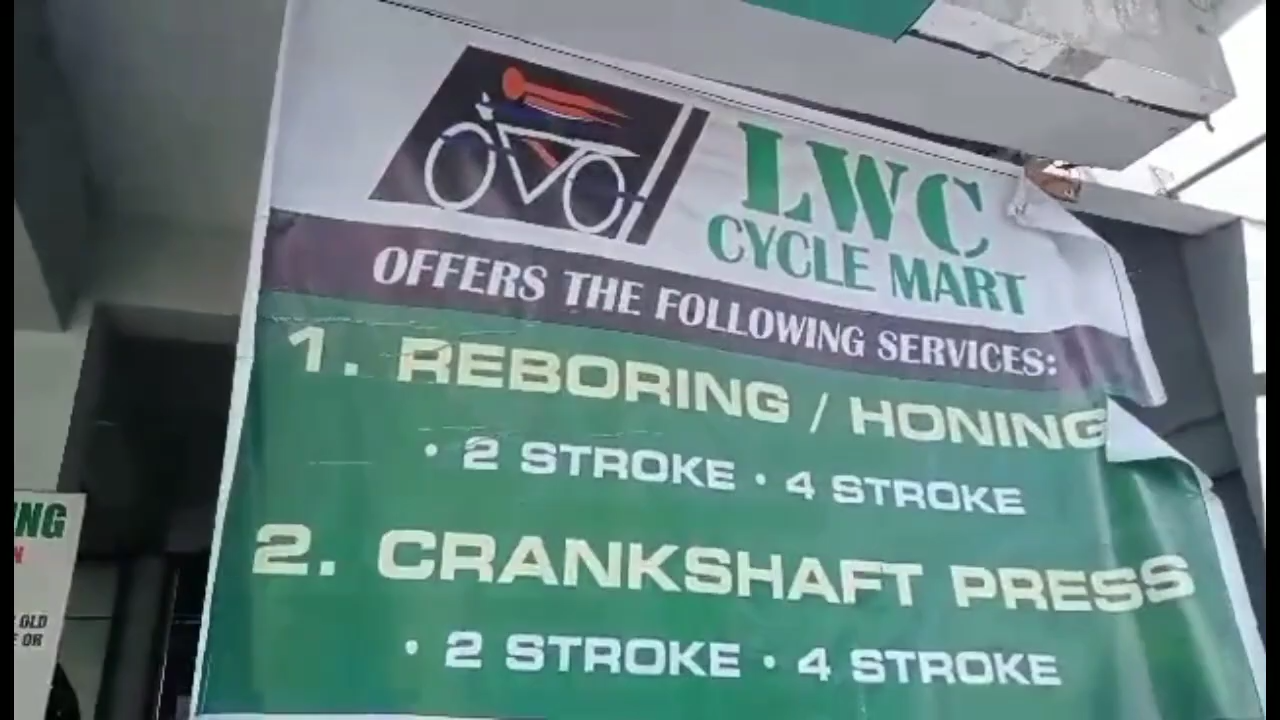 LWC
CYCLE MART
OFFERS THE FOLLOWING SERVICES:
1. REBORING / HONING
• 2 STROKE • 4 STROKE
2. CRANKSHAFT PRESS
• 2 STROKE • 4 STROKE
NG
N
OLD
OR